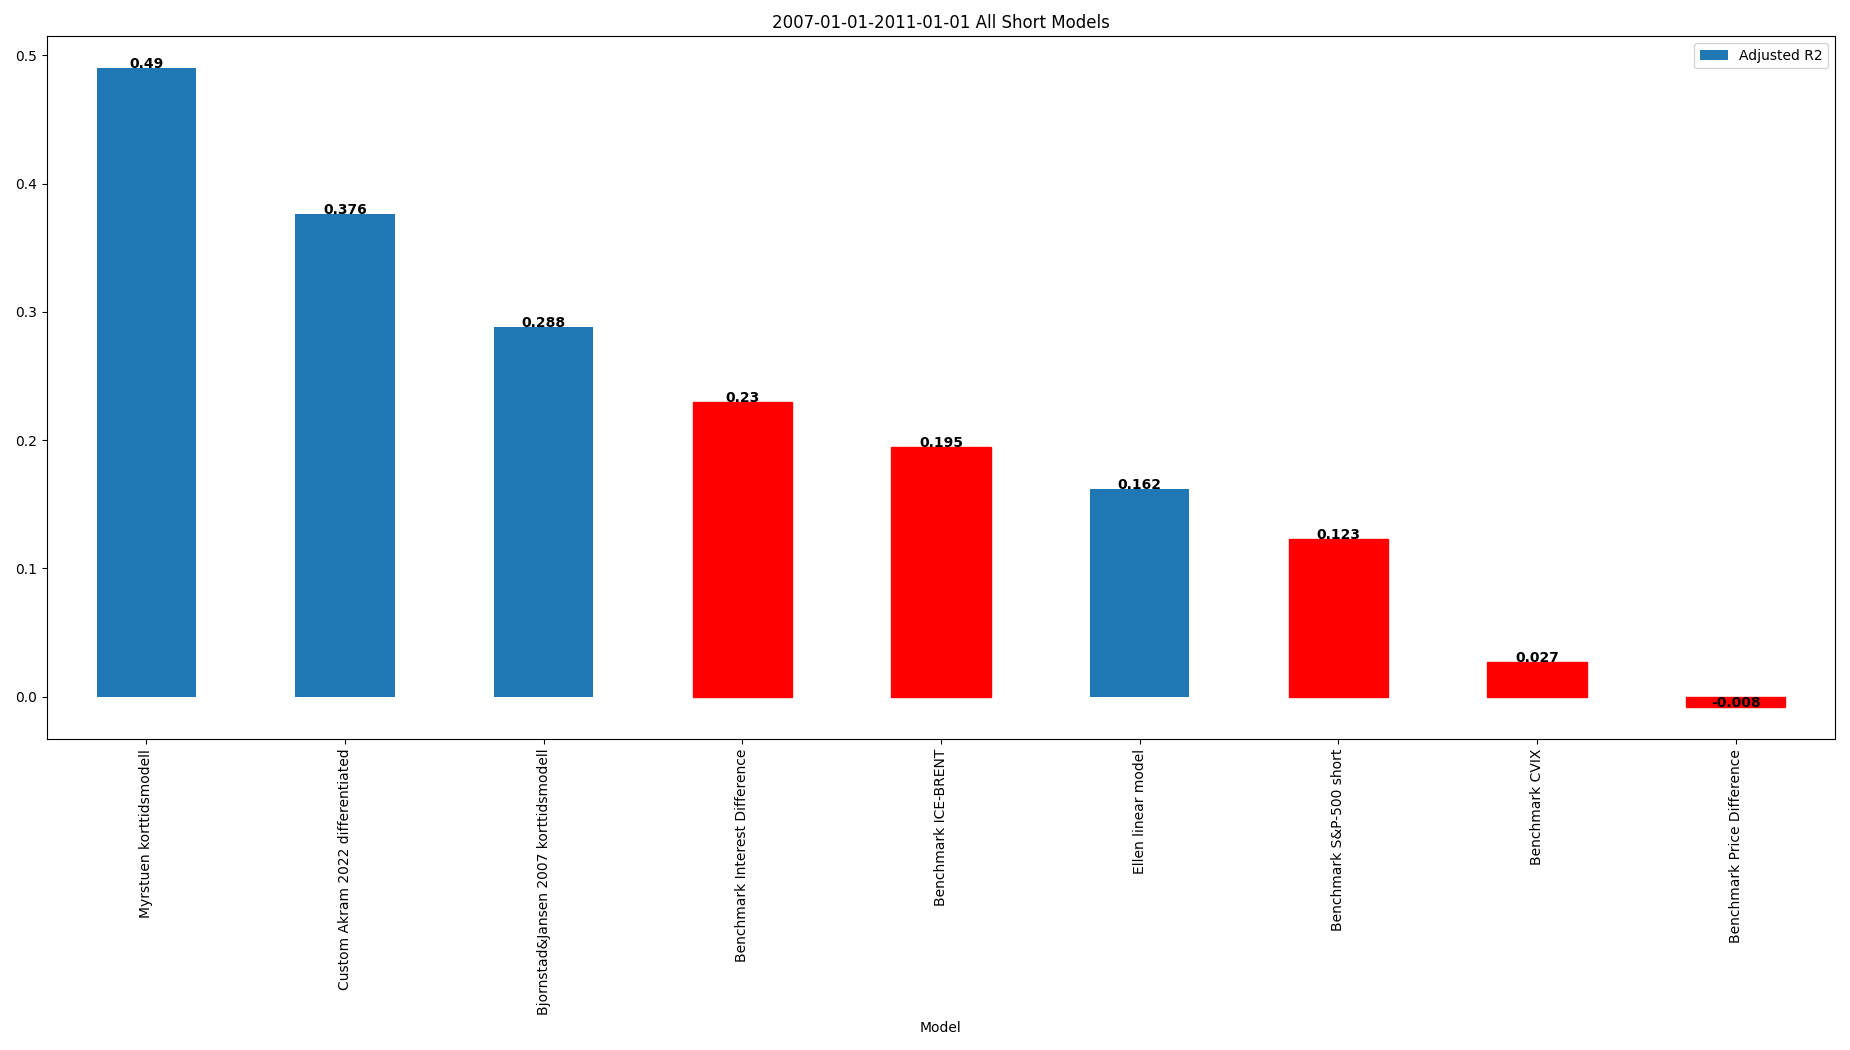 2007-01-01-2011-01-01 All Short Models
Adjusted R2
0.5
0.4
0.3
0.2
0.1
0.0
0.49
0.376
0.288
0.23
0.195
0.162
0.123
0.027
-0.008
Myrstuen korttidsmodell
Custom Akram 2022 differentiated
Bjornstad&Jansen 2007 korttidsmodell
Benchmark Interest Difference
Benchmark ICE-BRENT
Ellen linear model
Benchmark S&P-500 short
Benchmark CVIX
Benchmark Price Difference
Model